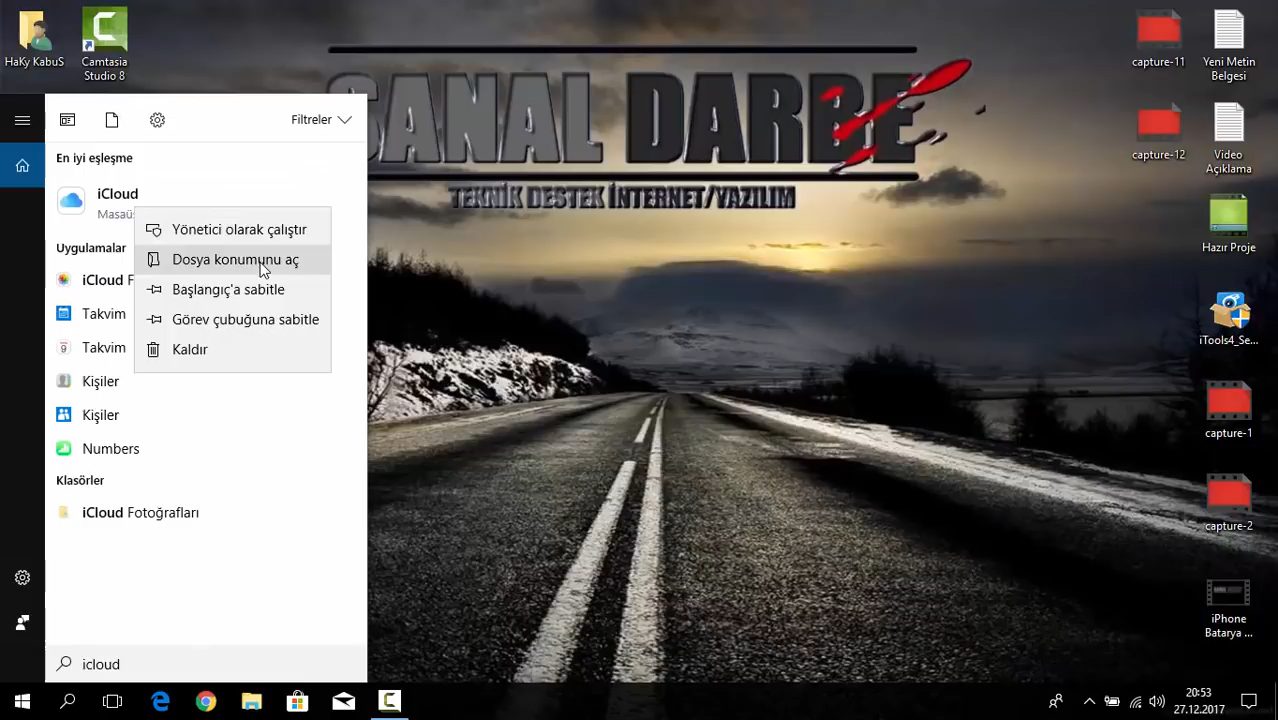 HaKy KabuS
Camtasia
Studio 8
capture-11
Yeni Metin
Belgesi
capture-12
Video
Açıklama
Hazır Proje
iTools4_Se...
capture-1
capture-2
iPhone
Batarya ...
SANAL DARBE
TEKNİK DESTEK İNTERNET/YAZILIM
Filtreler
En iyi eşleşme
iCloud
Masaü
Yönetici olarak çalıştır
Dosya konumunu aç
Başlangıç'a sabitle
Görev çubuğuna sabitle
Kaldır
Uygulamalar
iCloud F
Takvim
Takvim
Kişiler
Kişiler
Numbers
Klasörler
iCloud Fotoğrafları
icloud
20:53
27.12.2017